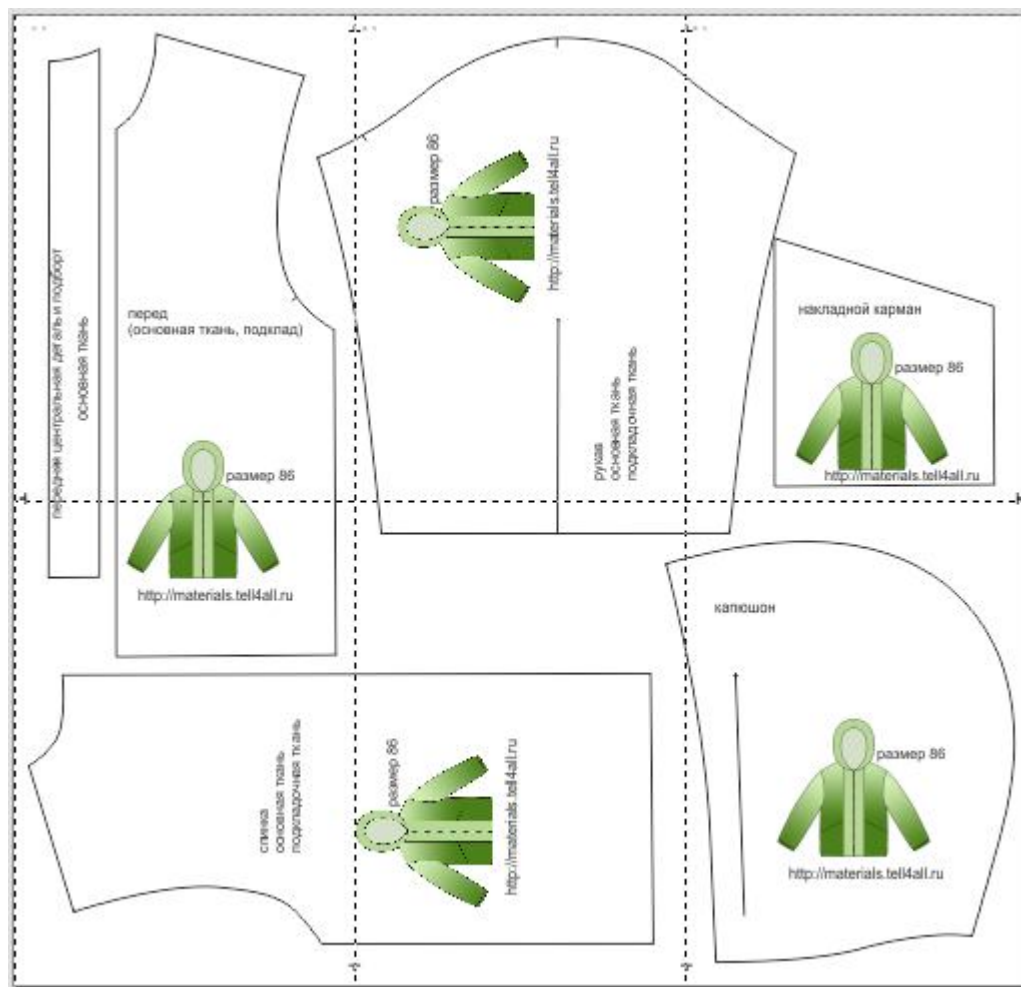 передняя центральная деталь и подборт
основная ткань
перед
(основная ткань, подклад)
размер 86
http://materials.tell4all.ru
размер 86
http://materials.tell4all.ru
рукав
основная ткань
подкладочная ткань
накладной карман
размер 86
http://materials.tell4all.ru
спинка
основная ткань
подкладочная ткань
размер 86
http://materials.tell4all.ru
капюшон
размер 86
http://materials.tell4all.ru